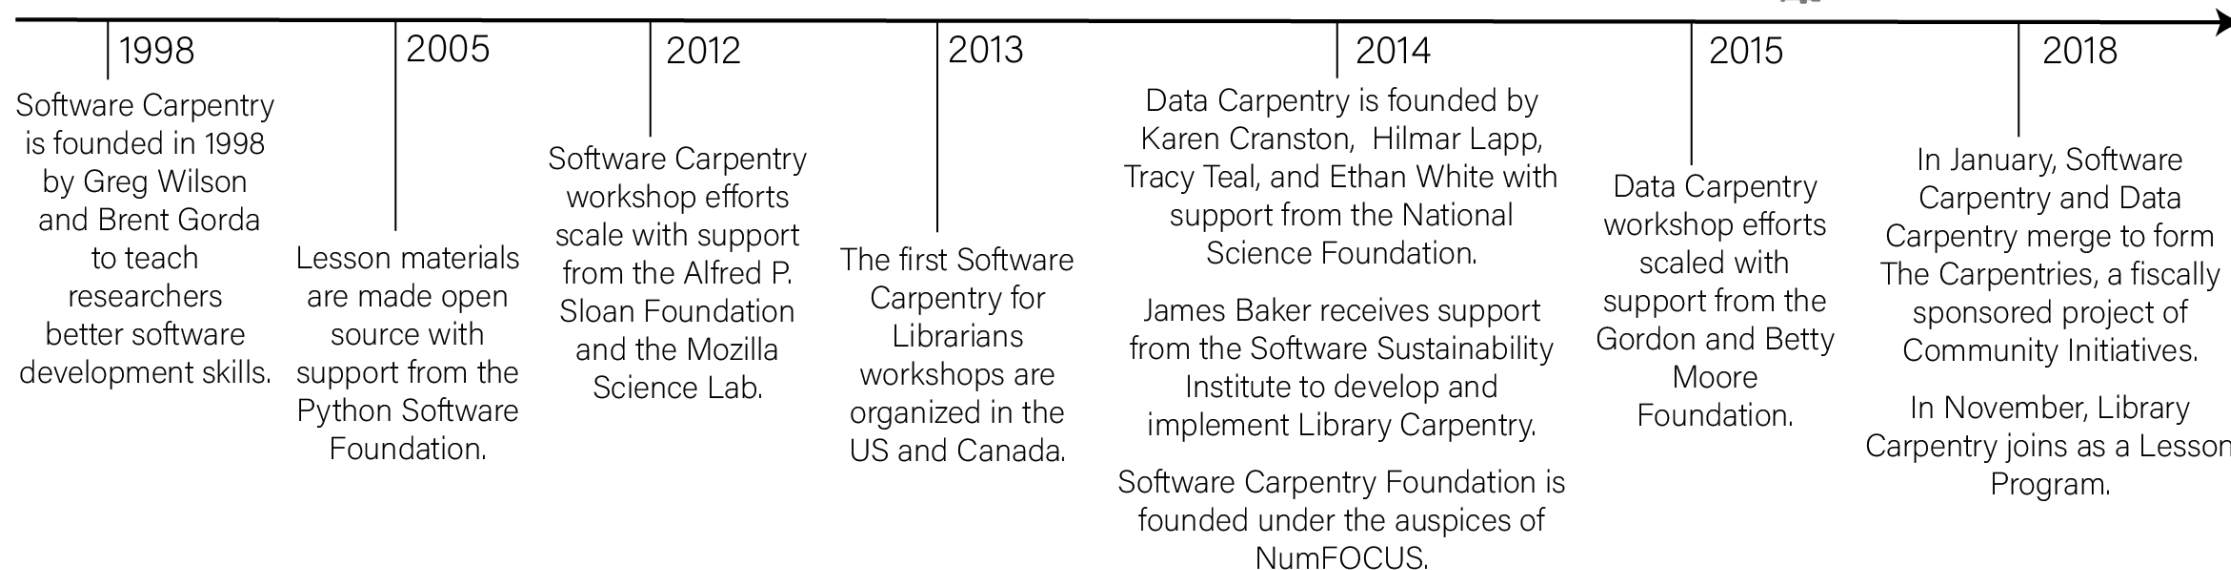 1998
Software Carpentry
is founded in 1998
by Greg Wilson
and Brent Gorda
to teach
researchers
better software
development skills.
2005
Lesson materials
are made open
source with
support from the
Python Software
Foundation.
2012
Software Carpentry
workshop efforts
scale with support
from the Alfred P.
Sloan Foundation
and the Mozilla
Science Lab.
2013
The first Software
Carpentry for
Librarians
workshops are
organized in the
US and Canada.
2014
Data Carpentry is founded by
Karen Cranston, Hilmar Lapp,
Tracy Teal, and Ethan White with
support from the National
Science Foundation.
James Baker receives support
from the Software Sustainability
Institute to develop and
implement Library Carpentry.
Software Carpentry Foundation is
founded under the auspices of
NumFOCUS.
2015
Data Carpentry
workshop efforts
scaled with
support from the
Gordon and Betty
Moore
Foundation.
2018
In January, Software
Carpentry and Data
Carpentry merge to form
The Carpentries, a fiscally
sponsored project of
Community Initiatives.
In November, Library
Carpentry joins as a Lesson
Program.